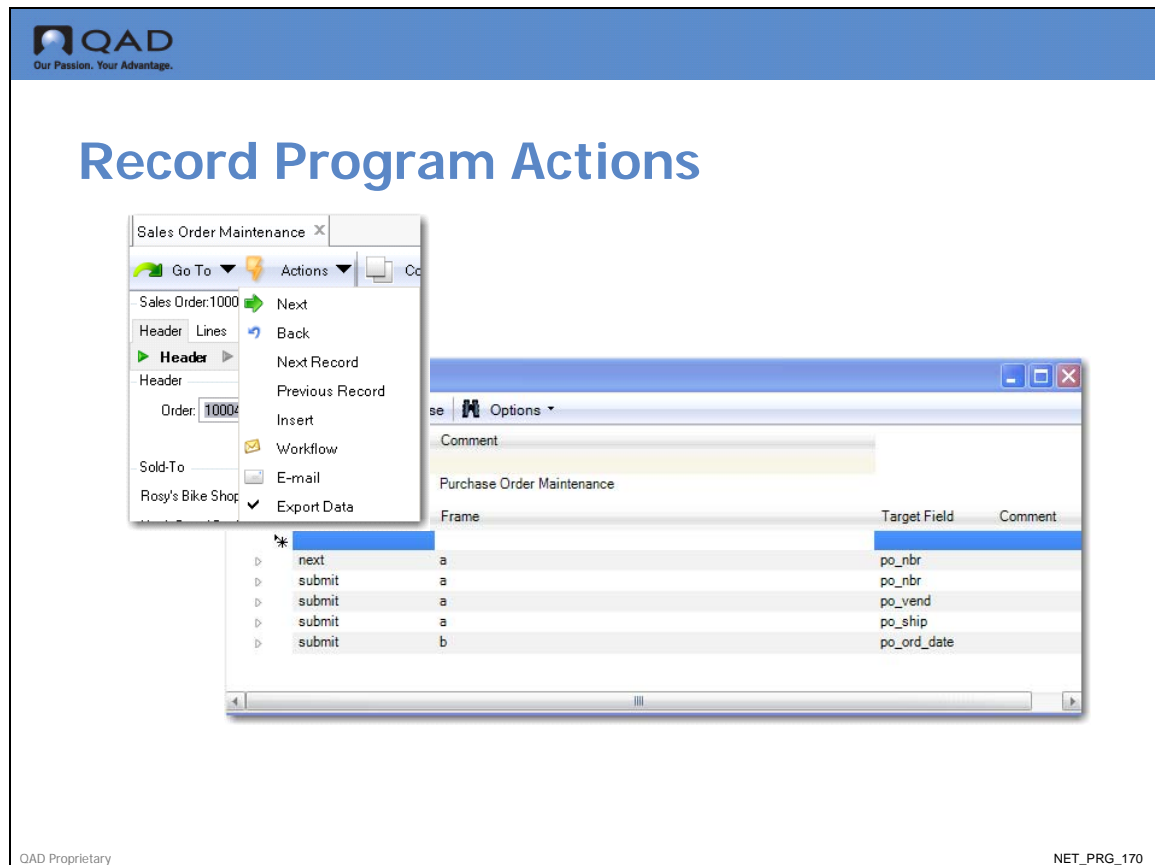 QAD
Our Passion. Your Advantage.
Record Program Actions
Sales Order Maintenance
Go To Actions
Sales Order:1000
Header Lines
Header
Header
Order: 1000
Sold-To
Rosy's Bike Shop
Next
Back
Next Record
Previous Record
Insert
Workflow
E-mail
Export Data
se Options
Comment
Purchase Order Maintenance
Frame Target Field Comment
next a po_nbr
submit a po_nbr
submit a po_vend
submit a po_ship
submit b po_ord_date
QAD Proprietary
NET_PRG_170